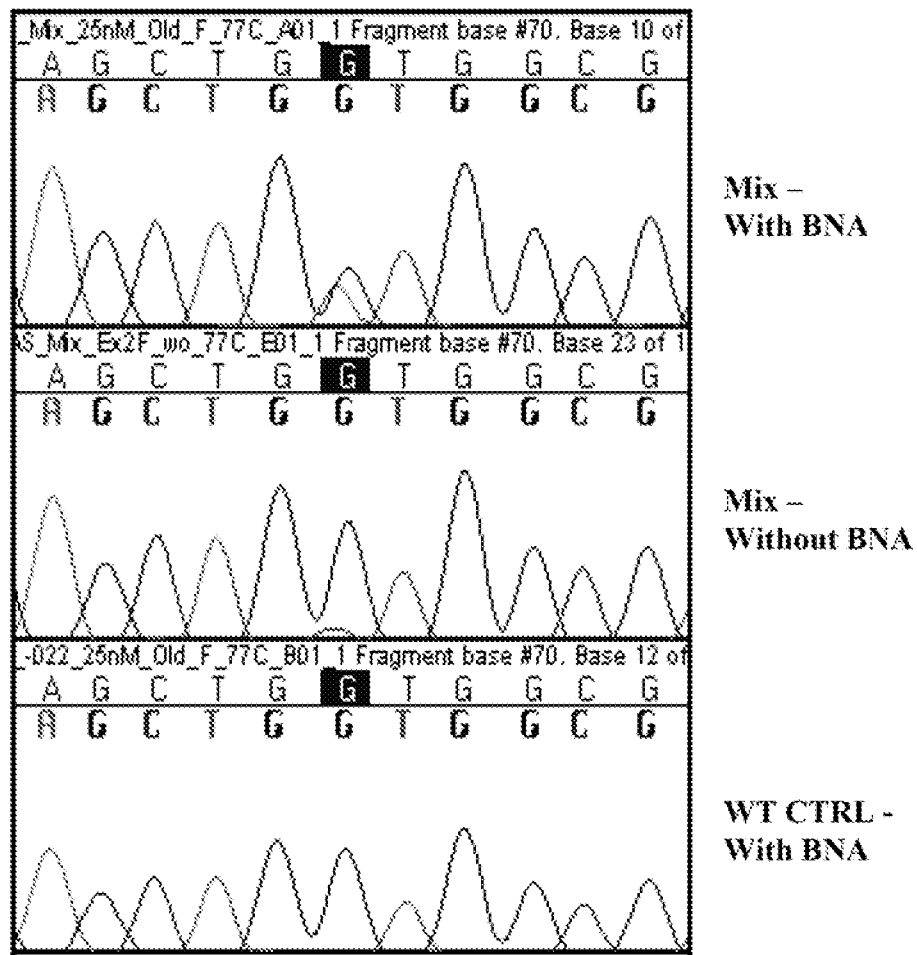 _Mix_25nM_Old_F_77C_A01_1 Fragment base #70. Base 10 of
A G C T G G T G G C G
A G C T G G T G G C G
Mix –
With BNA
AS_Mix_Ex2F_wo_77C_E01_1 Fragment base #70. Base 23 of 1
A G C T G G T G G C G
A G C T G G T G G C G
Mix –
Without BNA
_-022_25nM_Old_F_77C_B01_1 Fragment base #70. Base 12 of
A G C T G G T G G C G
A G C T G G T G G C G
WT CTRL -
With BNA